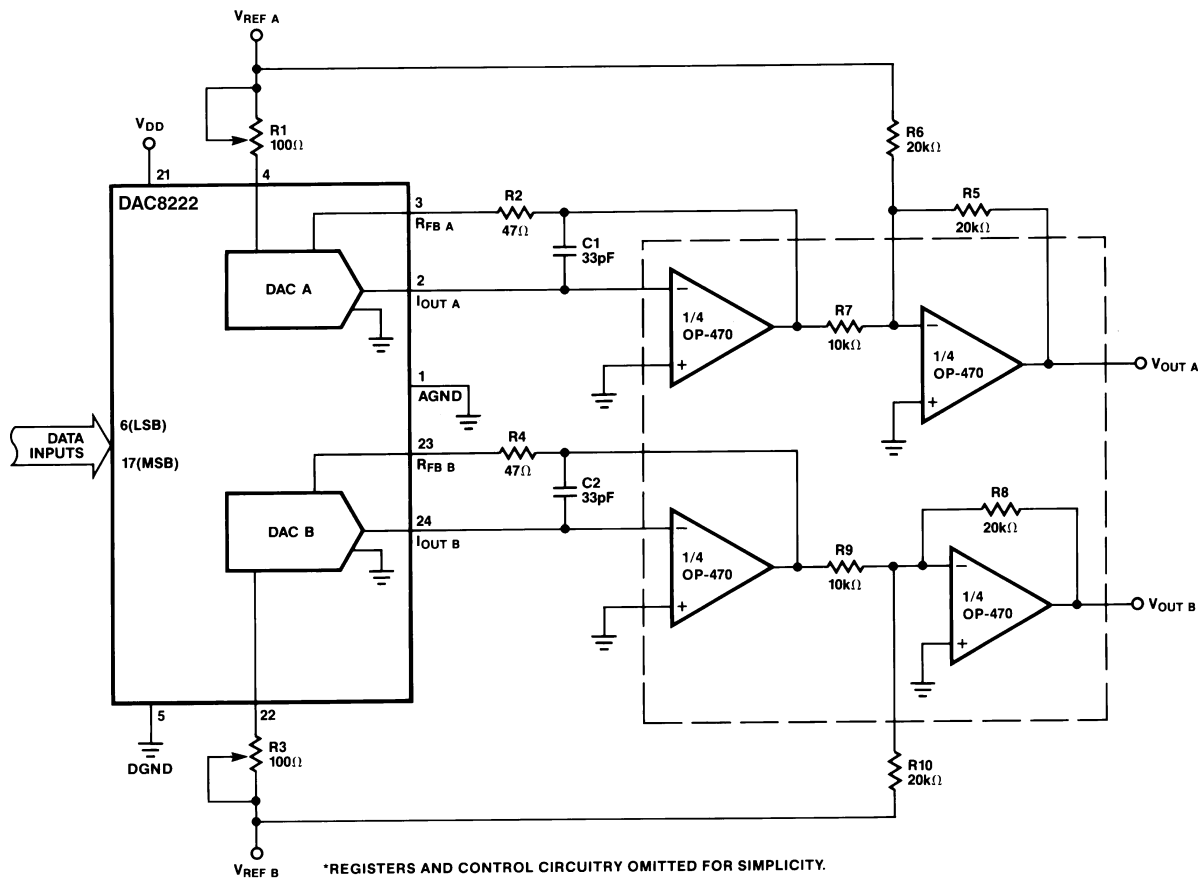 VREF A
VDD
R1
100Ω
21
4
DAC8222
R6
20kΩ
3
RFB A
R2
47Ω
R5
20kΩ
C1
33pF
DAC A
2
IOUT A
−
1/4
OP-470
+
R7
10kΩ
−
1/4
OP-470
+
VOUT A
1
AGND
DATA
INPUTS
6(LSB)
17(MSB)
23
RFB B
R4
47Ω
C2
33pF
DAC B
24
IOUT B
−
1/4
OP-470
+
R9
10kΩ
R8
20kΩ
−
1/4
OP-470
+
VOUT B
5
DGND
22
R3
100Ω
R10
20kΩ
VREF B
*REGISTERS AND CONTROL CIRCUITRY OMITTED FOR SIMPLICITY.